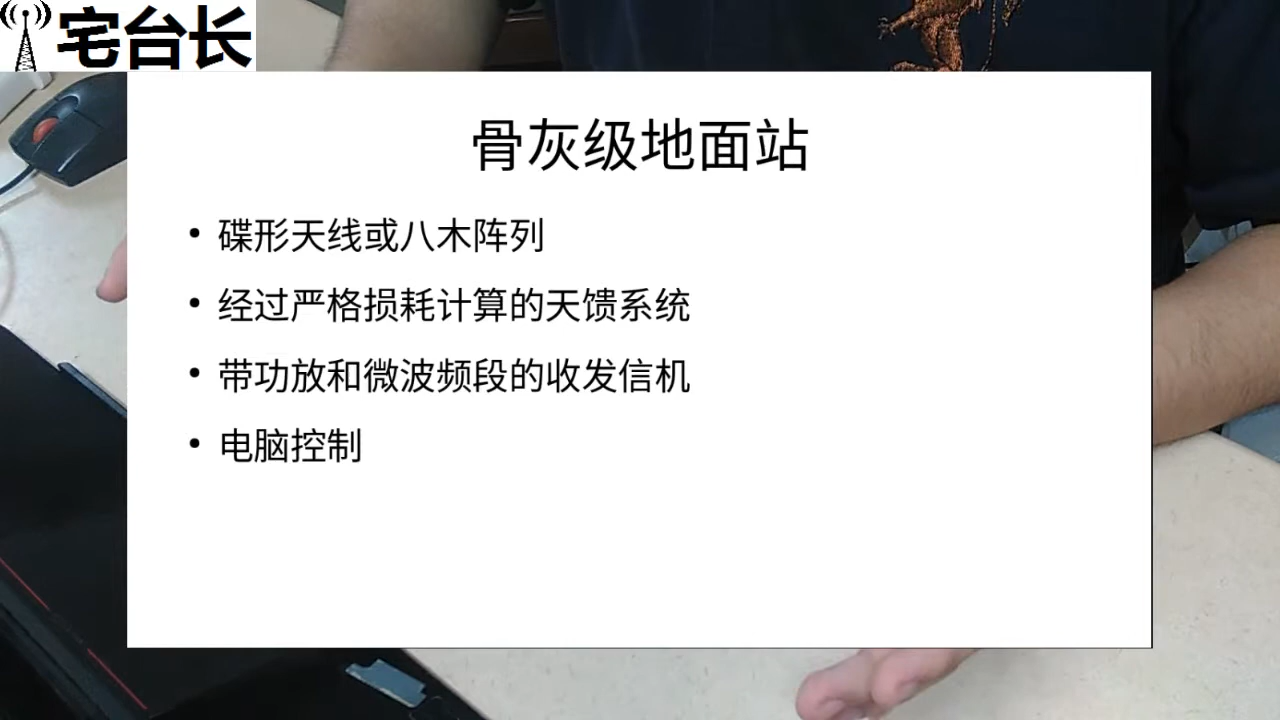 宅台长
骨灰级地面站
• 碟形天线或八木阵列
• 经过严格损耗计算的天馈系统
• 带功放和微波频段的收发信机
• 电脑控制